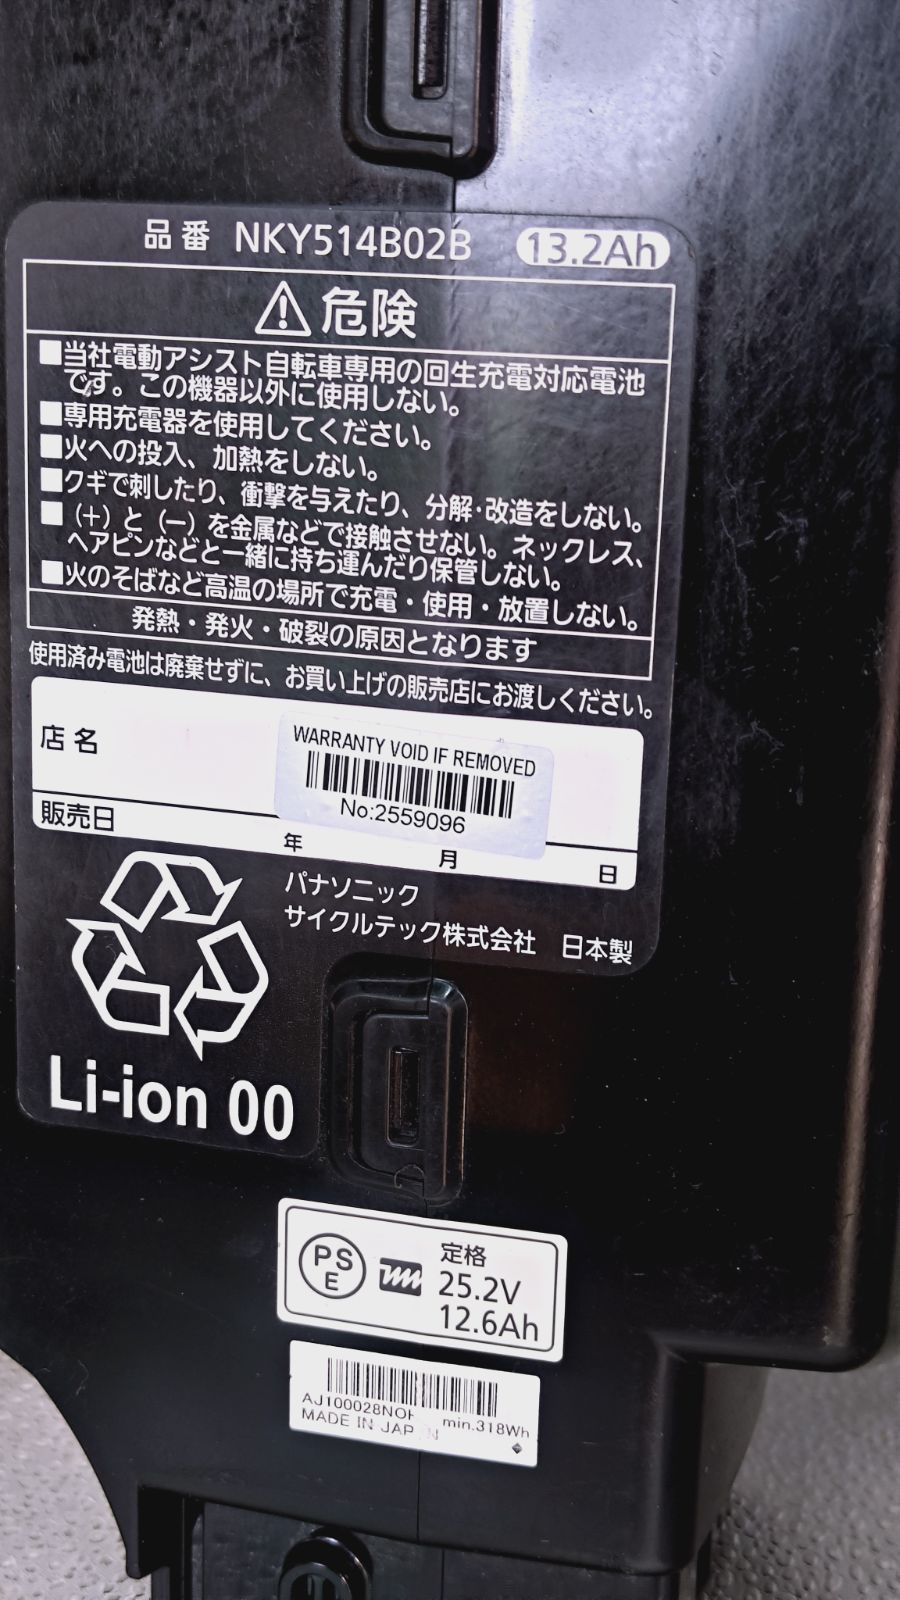 品番 NKY514B02B 13.2Ah
危険
■当社電動アシスト自転車専用の回生充電対応電池
です。この機器以外に使用しない。
■専用充電器を使用してください。
■火への投入、加熱をしない。
■クギで刺したり、衝撃を与えたり、分解・改造をしない。
■(+)と(−)を金属などで接触させない。ネックレス、
ヘアピンなどと一緒に持ち運んだり保管しない。
■火のそばなど高温の場所で充電・使用・放置しない。
発熱・発火・破裂の原因となります
使用済み電池は廃棄せずに、お買い上げの販売店にお渡しください。
店名
WARRANTY VOID IF REMOVED
No:2559096
販売日 年 月 日
パナソニック
サイクルテック株式会社 日本製
Li-ion 00
PS
E
定格
25.2V
12.6Ah
min.318Wh
MADE IN JAPAN